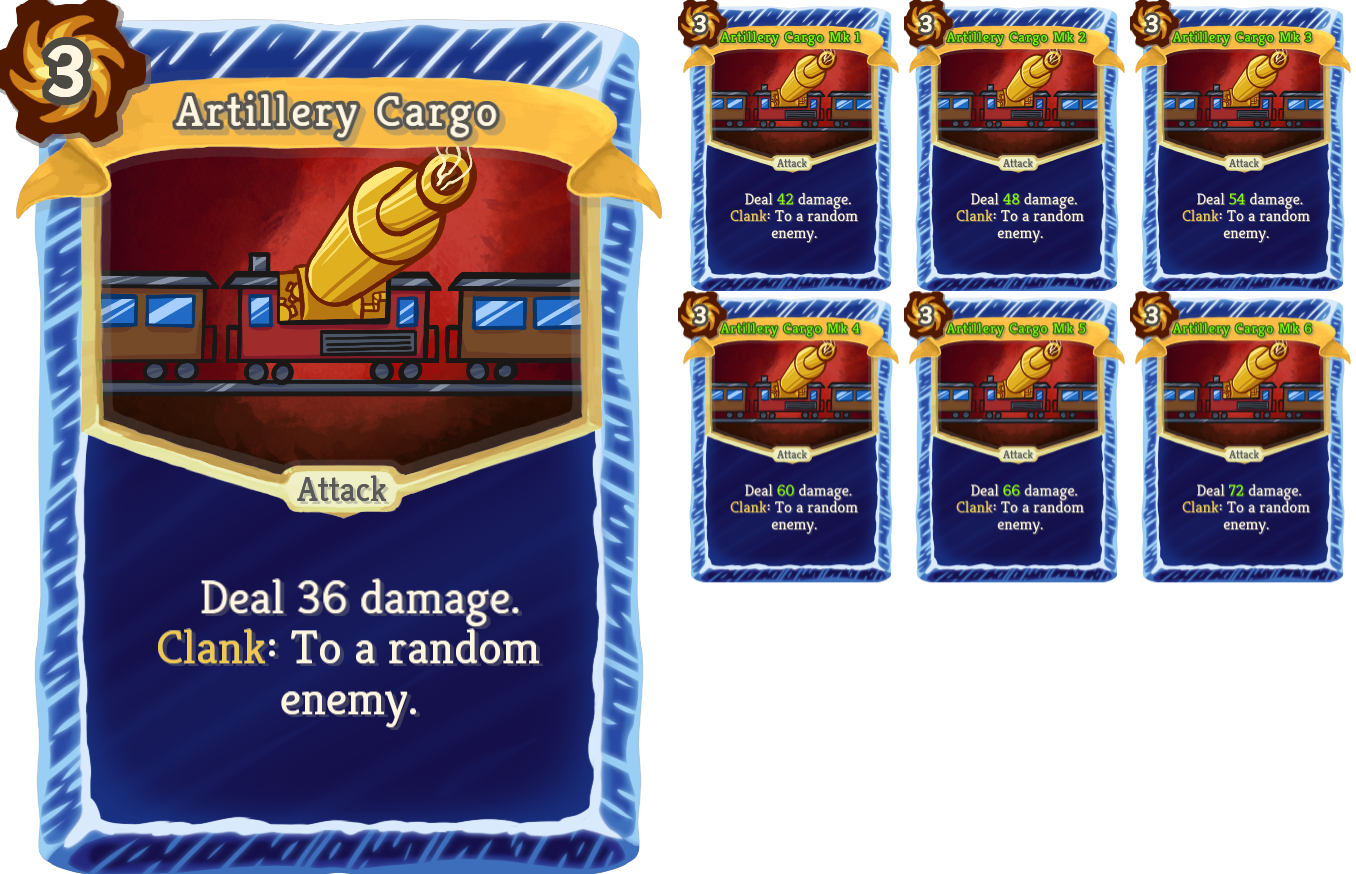 3
Artillery Cargo
Attack
Deal 36 damage.
Clank: To a random
enemy.
3
Artillery Cargo Mk 1
Attack
Deal 42 damage.
Clank: To a random
enemy.
3
Artillery Cargo Mk 2
Attack
Deal 48 damage.
Clank: To a random
enemy.
3
Artillery Cargo Mk 3
Attack
Deal 54 damage.
Clank: To a random
enemy.
3
Artillery Cargo Mk 4
Attack
Deal 60 damage.
Clank: To a random
enemy.
3
Artillery Cargo Mk 5
Attack
Deal 66 damage.
Clank: To a random
enemy.
3
Artillery Cargo Mk 6
Attack
Deal 72 damage.
Clank: To a random
enemy.